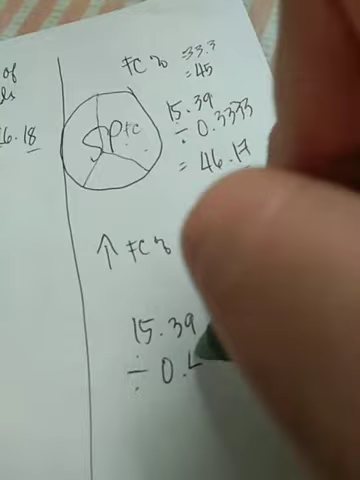 of
6.18
FC % =33.3
= 45
SP FC
15.39
÷ 0.3333
= 46.17
↑ FC %
15.39
÷ 0.4